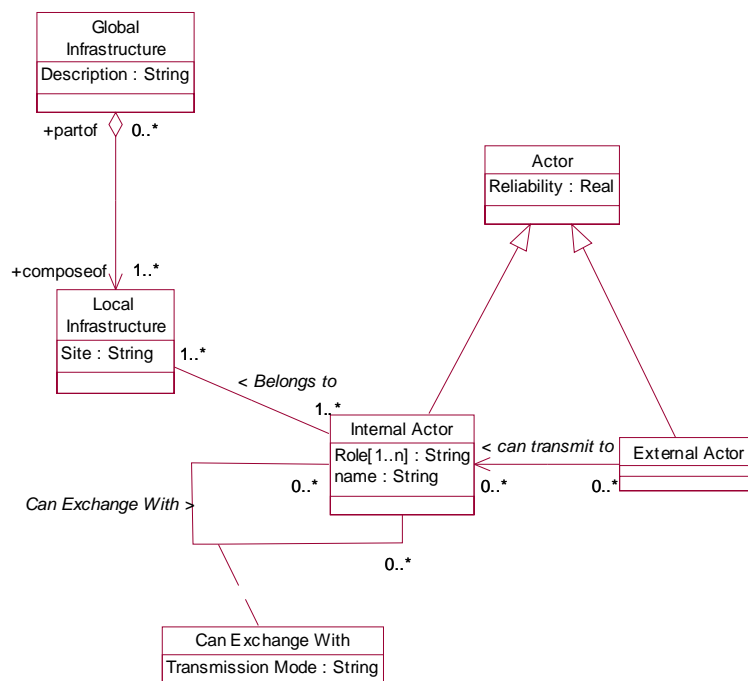 Global
Infrastructure
Description : String
+partof
0..*
Actor
Reliability : Real
+composeof
1..*
Local
Infrastructure
Site : String
1..*
< Belongs to
1..*
Internal Actor
Role[1..n] : String
name : String
< can transmit to
External Actor
0..*
0..*
0..*
Can Exchange With >
0..*
Can Exchange With
Transmission Mode : String